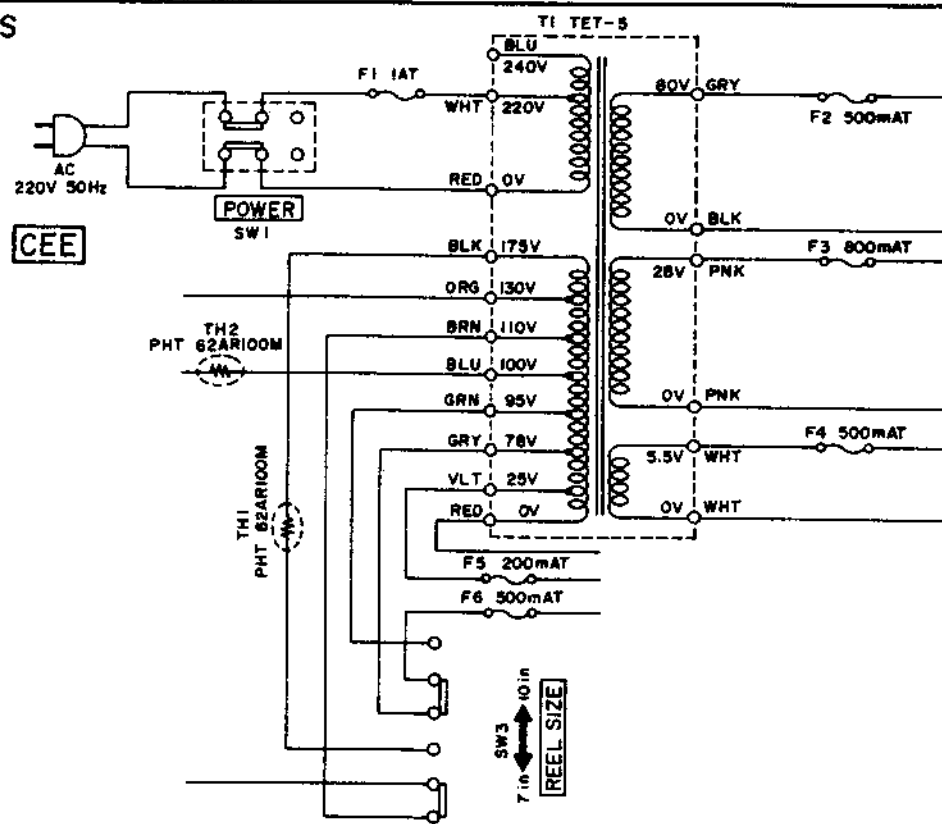 S
T1 TET-5
BLU
240V
F1 1AT
WHT 220V
80V GRY
F2 500mAT
AC
220V 50Hz
RED 0V
POWER
SW1
0V BLK
CEE
BLK 175V
F3 800mAT
28V PNK
ORG 130V
TH2
PHT 62AR100M
BRN 110V
BLU 100V
GRN 95V
0V PNK
GRY 78V
F4 500mAT
5.5V WHT
VLT 25V
RED 0V
0V WHT
TH1
PHT 62AR100M
F5 200mAT
F6 500mAT
SW3
7in 10in
REEL SIZE